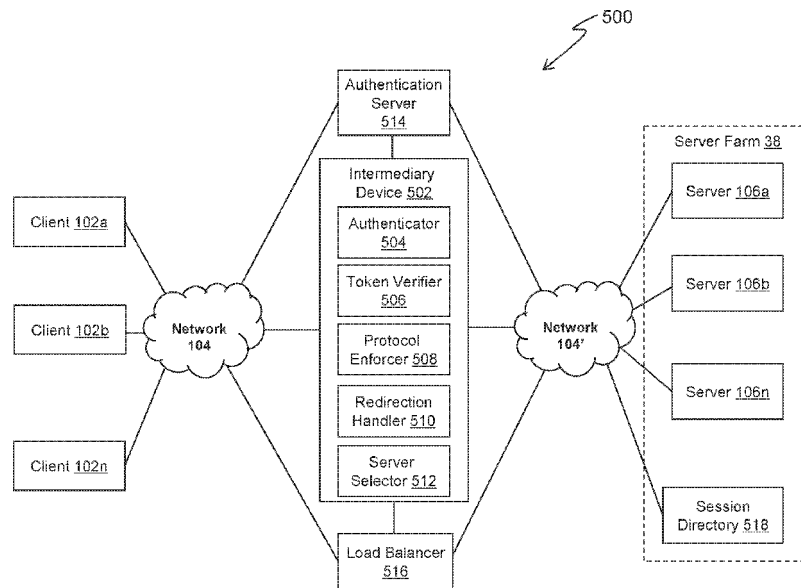 500
Authentication
Server
514
Server Farm 38
Intermediary
Device 502
Server 106a
Client 102a
Authenticator
504
Token Verifier
506
Server 106b
Client 102b
Network
104
Network
104'
Protocol
Enforcer 508
Server 106n
Redirection
Handler 510
Client 102n
Server
Selector 512
Session
Directory 518
Load Balancer
516